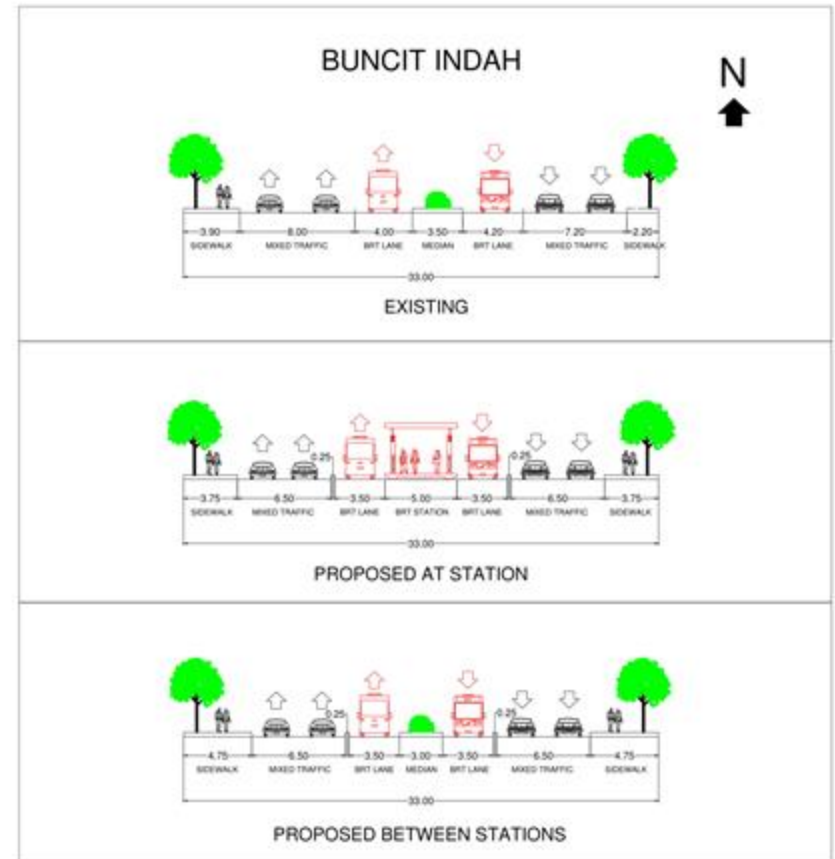 BUNCIT INDAH
N
3.90 8.00 4.00 3.50 4.20 7.20 2.20
SIDEWALK MIXED TRAFFIC BRT LANE MEDIAN BRT LANE MIXED TRAFFIC SIDEWALK
33.00
EXISTING
0.25 0.25
3.75 6.50 3.50 5.00 3.50 6.50 3.75
SIDEWALK MIXED TRAFFIC BRT LANE BRT STATION BRT LANE MIXED TRAFFIC SIDEWALK
33.00
PROPOSED AT STATION
0.25 0.25
4.75 6.50 3.50 3.00 3.50 6.50 4.75
SIDEWALK MIXED TRAFFIC BRT LANE MEDIAN BRT LANE MIXED TRAFFIC SIDEWALK
33.00
PROPOSED BETWEEN STATIONS